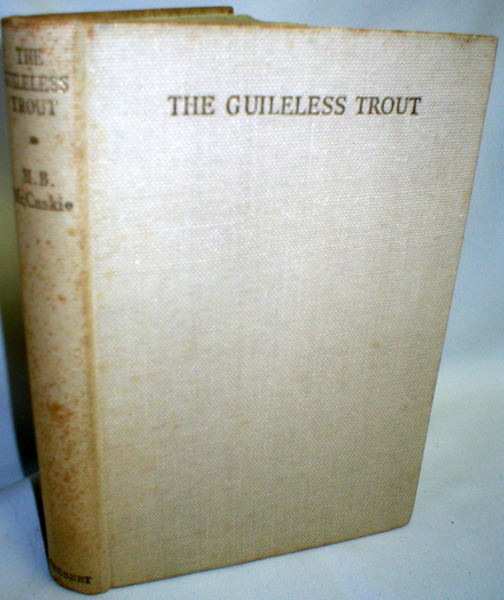 THE GUILELESS TROUT
THE
GUILELESS
TROUT
H.B.
McCaskie